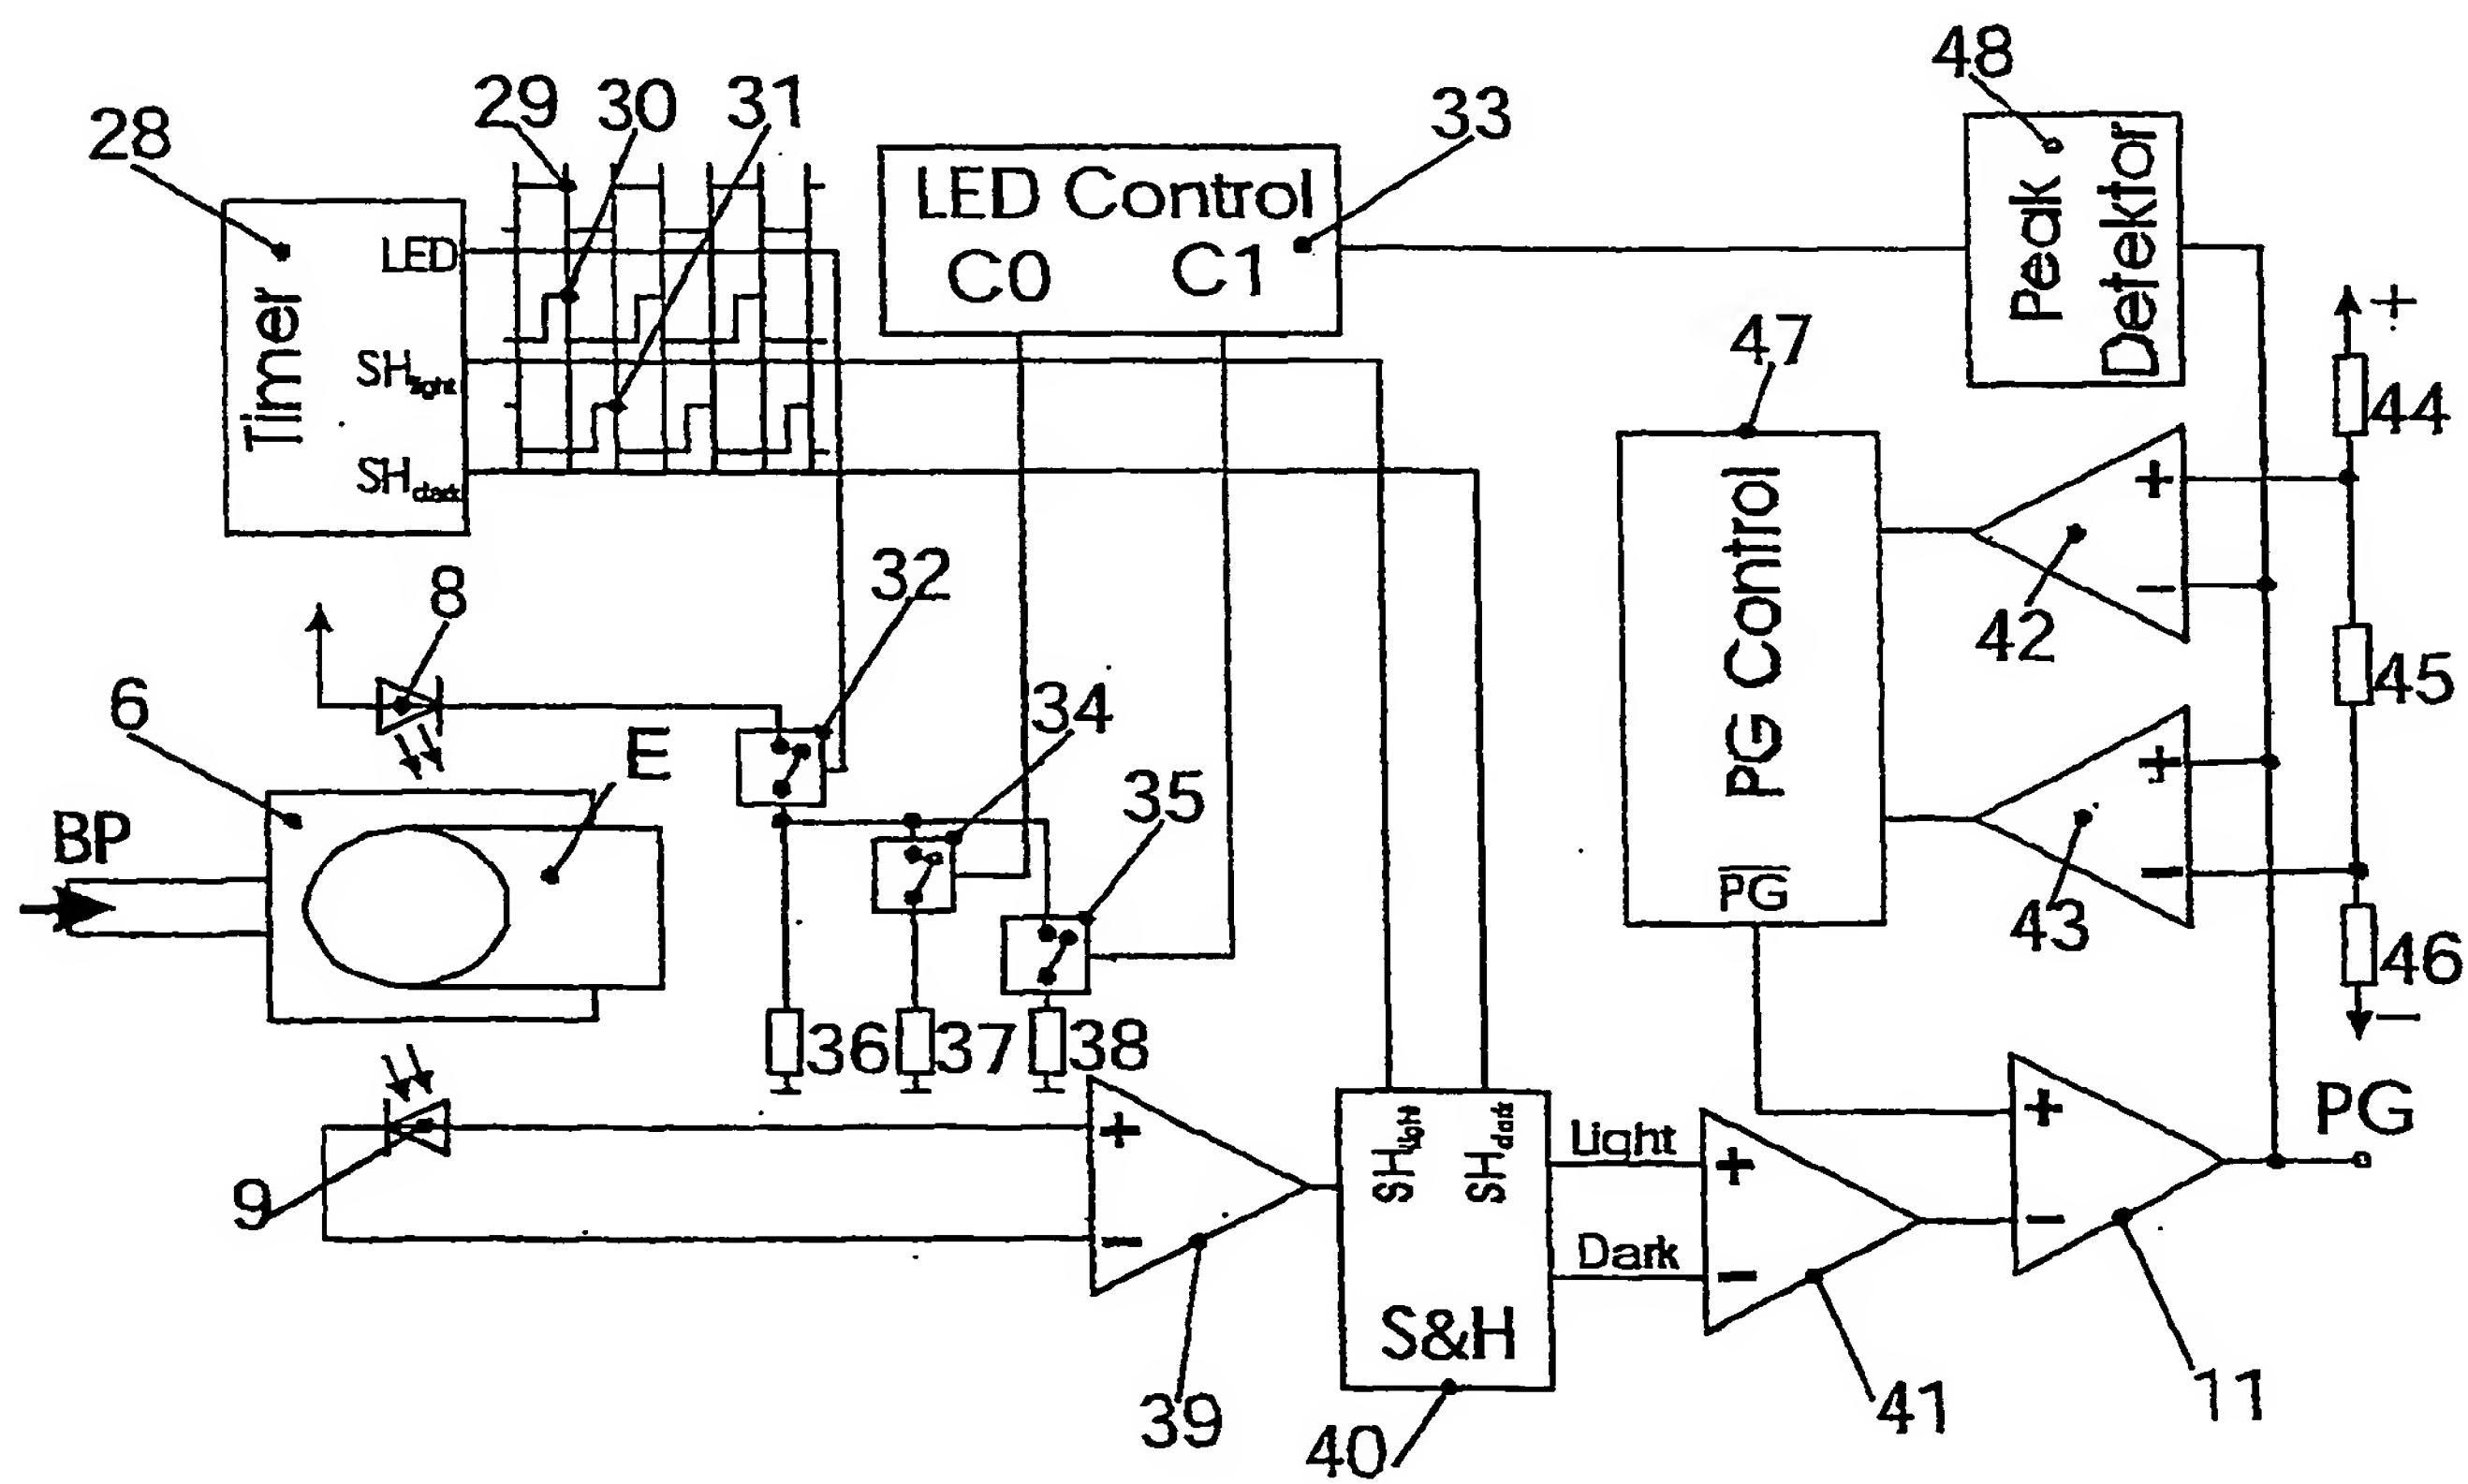 28
29
30
31
33
48
LED Control
C0 C1
Peak
Detektor
Timer
LED
SHlight
SHdark
47
+
44
PG Control
PG
+
−
42
45
+
−
43
46
−
8
32
6
E
34
35
BP
36
37
38
9
+
−
39
SHlight
SHdark
S&H
40
Light
Dark
+
−
41
+
−
11
PG